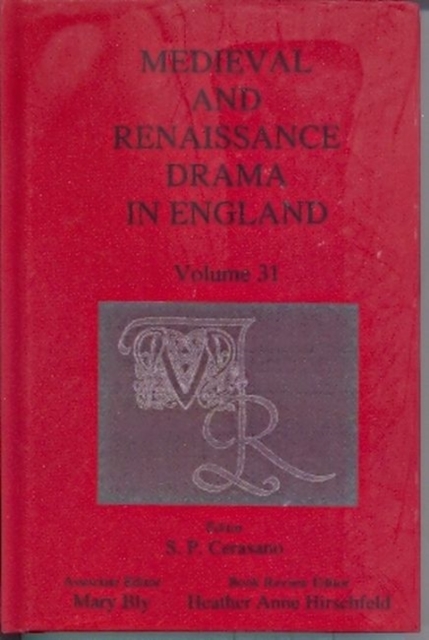 MEDIEVAL
AND
RENAISSANCE
DRAMA
IN ENGLAND
Volume 31
Editor
S. P. Cerasano
Associate Editor
Book Review Editor
Mary Bly
Heather Anne Hirschfeld